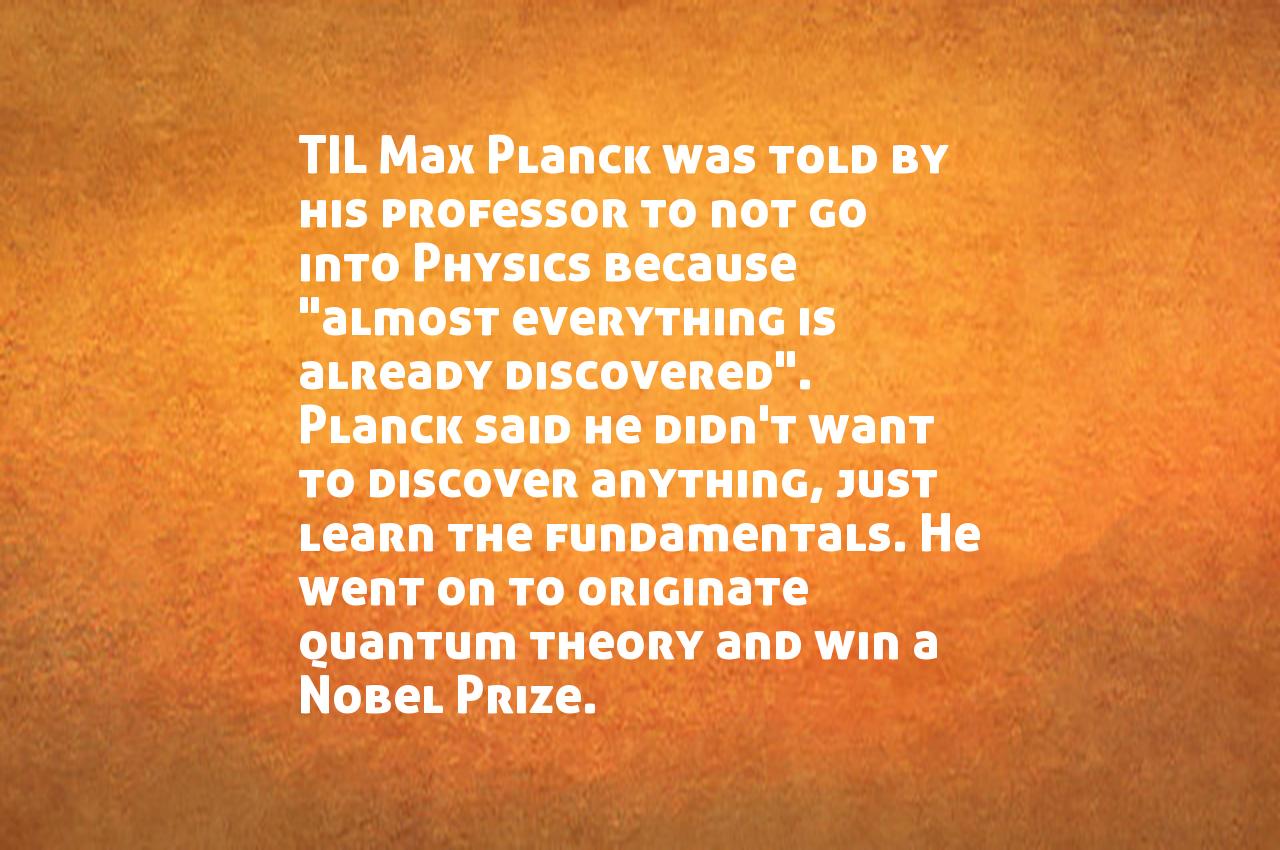 TIL Max Planck was told by
his professor to not go
into Physics because
"almost everything is
already discovered".
Planck said he didn't want
to discover anything, just
learn the fundamentals. He
went on to originate
quantum theory and win a
Nobel Prize.